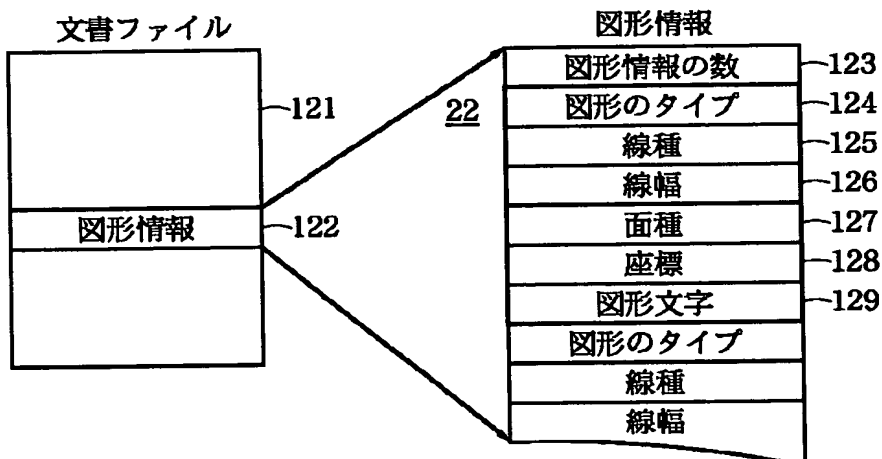 文書ファイル
121
図形情報
122
22
図形情報
図形情報の数
123
図形のタイプ
124
線種
125
線幅
126
面種
127
座標
128
図形文字
129
図形のタイプ
線種
線幅